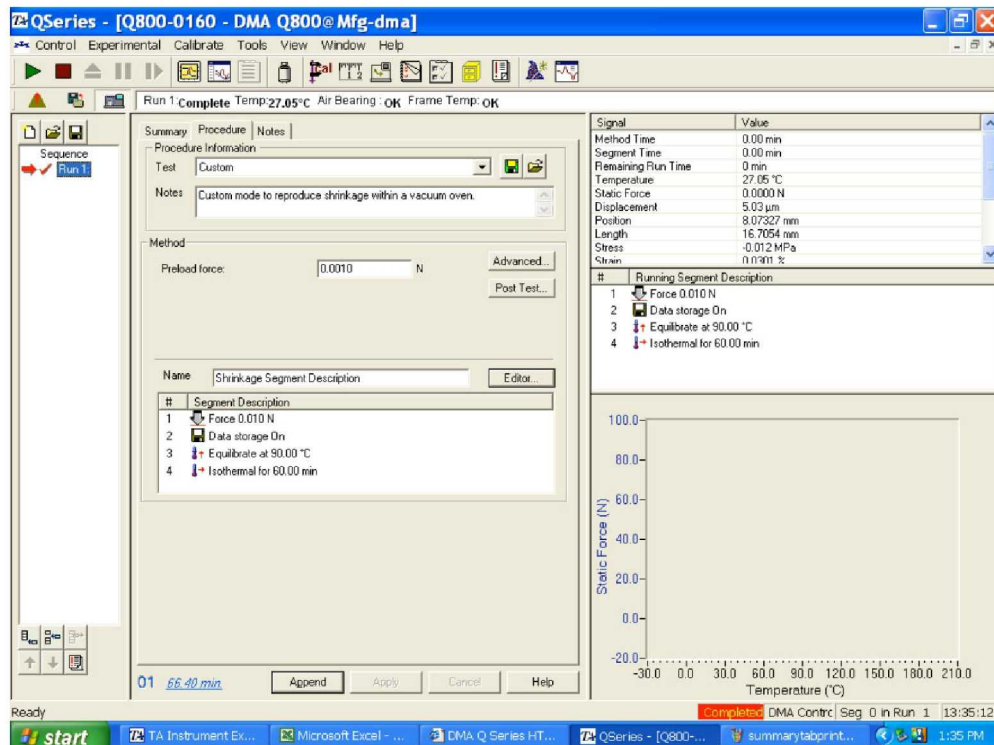 QSeries - [Q800-0160 - DMA Q800@Mfg-dma]
Control Experimental Calibrate Tools View Window Help
Run 1:Complete Temp:27.05°C Air Bearing : OK Frame Temp: OK
Sequence
Run 1:
Summary Procedure Notes
Procedure Information
Test Custom
Notes Custom mode to reproduce shrinkage within a vacuum oven.
Method
Preload force: 0.0010 N Advanced...
Post Test...
Name Shrinkage Segment Description Editor...
# Segment Description
1 Force 0.010 N
2 Data storage On
3 Equilibrate at 90.00 °C
4 Isothermal for 60.00 min
01 66.40 min. Append Apply Cancel Help
Signal Value
Method Time 0.00 min
Segment Time 0.00 min
Remaining Run Time 0 min
Temperature 27.05 °C
Static Force 0.0000 N
Displacement 5.03 µm
Position 8.07327 mm
Length 16.7054 mm
Stress -0.012 MPa
Strain 0.0301 %
# Running Segment Description
1 Force 0.010 N
2 Data storage On
3 Equilibrate at 90.00 °C
4 Isothermal for 60.00 min
100.0
80.0
60.0
40.0
20.0
0.0
-20.0
Static Force (N)
-30.0 0.0 30.0 60.0 90.0 120.0 150.0 180.0 210.0
Temperature (°C)
Ready Completed DMA Contrc Seg 0 in Run 1 13:35:12
start TA Instrument Ex... Microsoft Excel - ... DMA Q Series HT... QSeries - [Q800-... summarytabprint... 1:35 PM